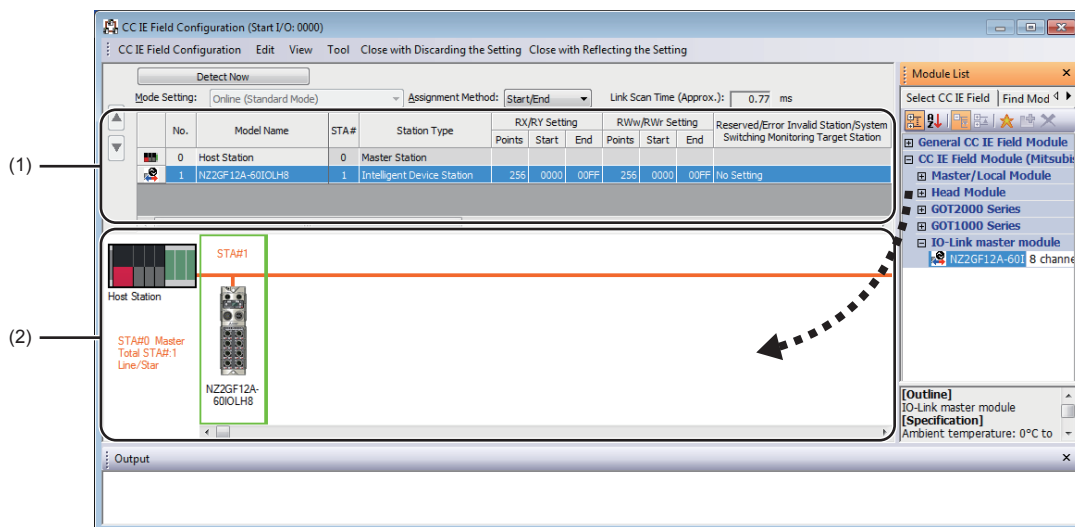 CC IE Field Configuration (Start I/O: 0000)
CC IE Field Configuration Edit View Tool Close with Discarding the Setting Close with Reflecting the Setting
Detect Now
Mode Setting: Online (Standard Mode) Assignment Method: Start/End Link Scan Time (Approx.): 0.77 ms
No. Model Name STA# Station Type RX/RY Setting RWw/RWr Setting Reserved/Error Invalid Station/System Switching Monitoring Target Station
Points Start End Points Start End
0 Host Station 0 Master Station
1 NZ2GF12A-60IOLH8 1 Intelligent Device Station 256 0000 00FF 256 0000 00FF No Setting
(1)
(2)
STA#1
Host Station
STA#0 Master
Total STA#:1
Line/Star
NZ2GF12A-
60IOLH8
Module List
Select CC IE Field Find Mod
General CC IE Field Module
CC IE Field Module (Mitsubis
Master/Local Module
Head Module
GOT2000 Series
GOT1000 Series
IO-Link master module
NZ2GF12A-60I 8 channe
[Outline]
IO-Link master module
[Specification]
Ambient temperature: 0°C to
Output